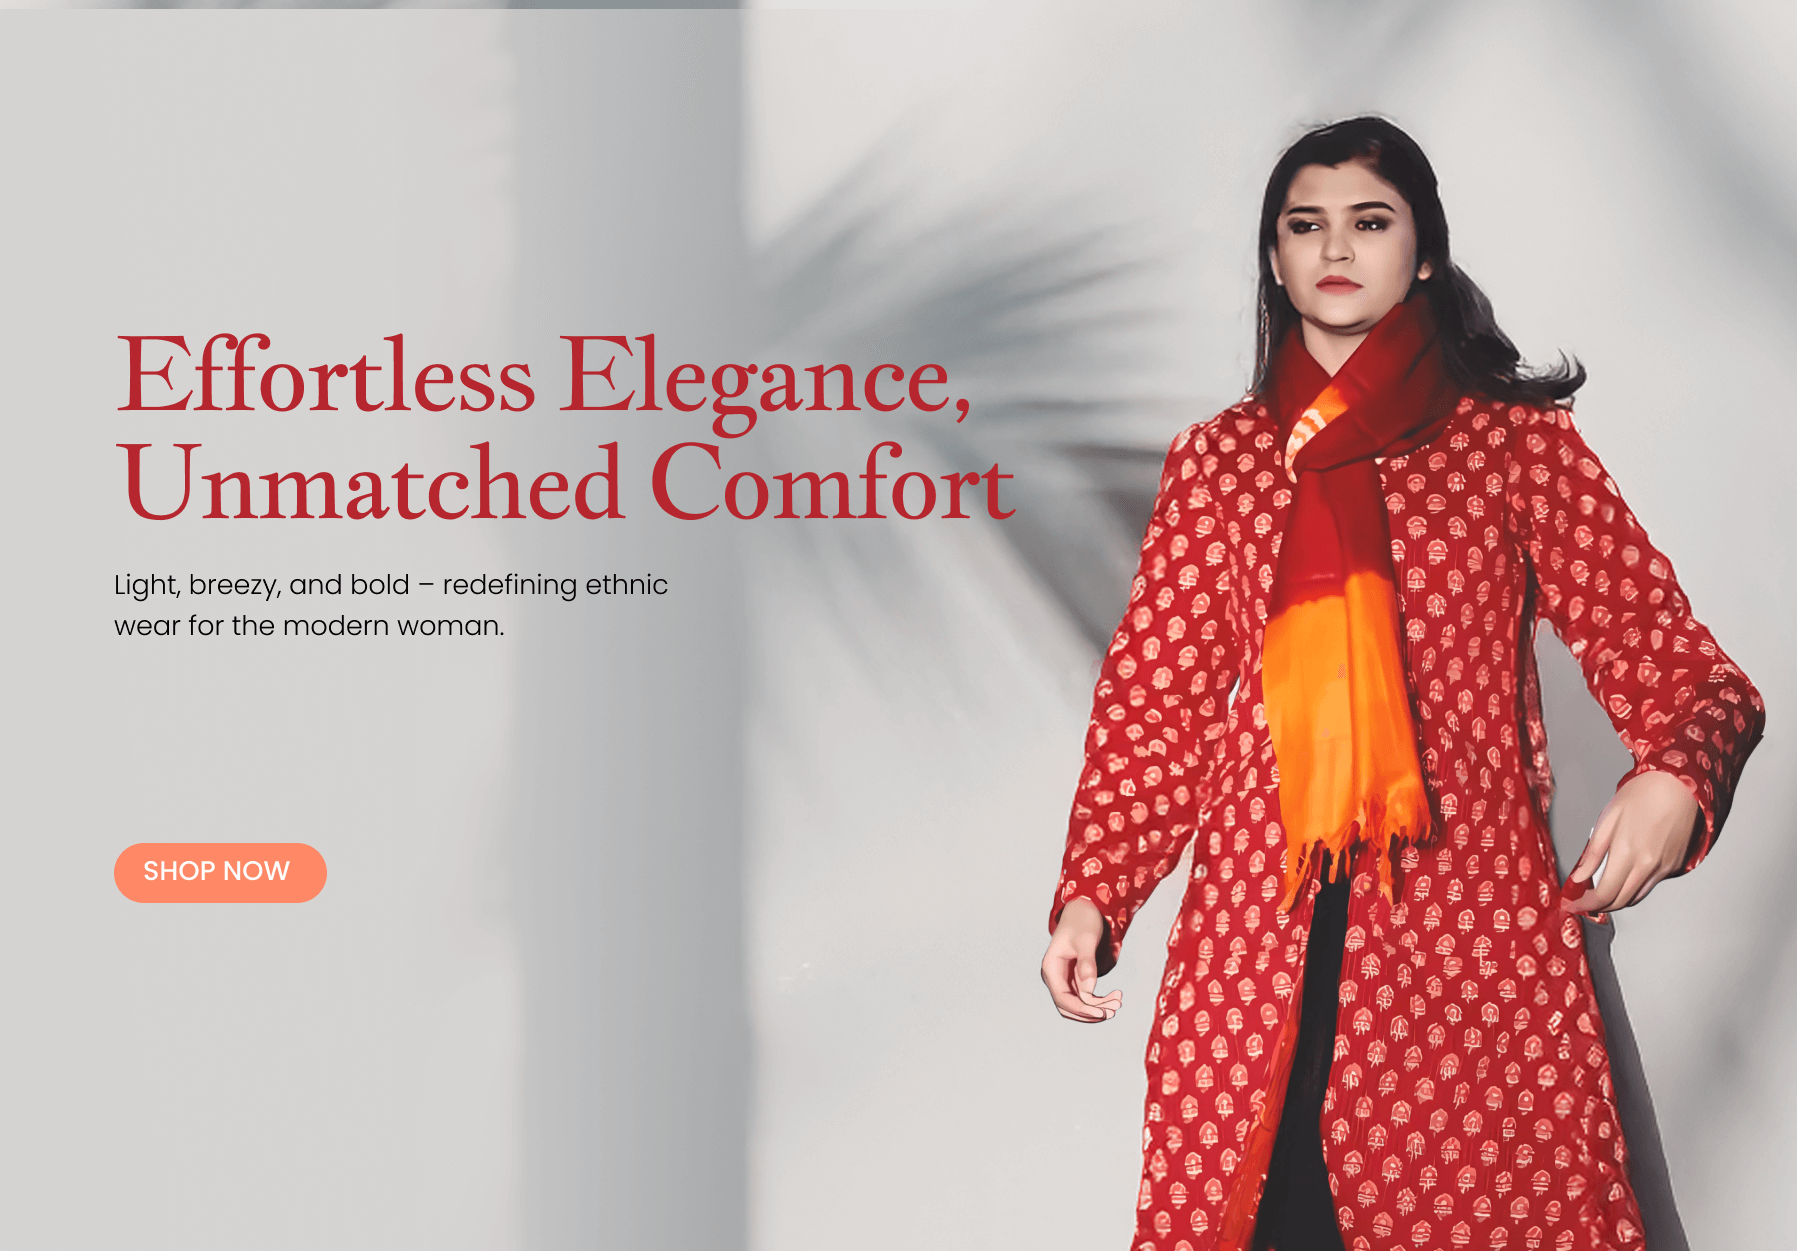 Effortless Elegance,
Unmatched Comfort
Light, breezy, and bold – redefining ethnic
wear for the modern woman.
SHOP NOW